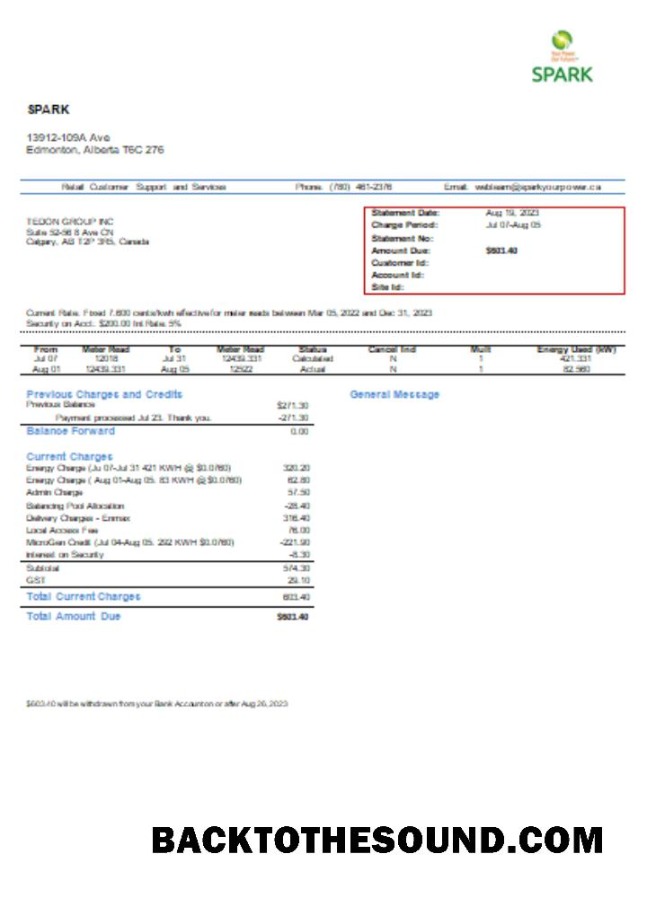 Your Power.
Our Future.™
SPARK
SPARK
13912-109A Ave
Edmonton, Alberta T6C 276
Retail Customer Support and Services Phone: (780) 461-2376 Email: webteam@sparkyourpower.ca
TEDON GROUP INC
Suite 52-56 8 Ave CN
Calgary, AB T2P 3R5, Canada
Statement Date: Aug 19, 2023
Charge Period: Jul 07-Aug 05
Statement No:
Amount Due: $603.40
Customer Id:
Account Id:
Site Id:
Current Rate: Fixed 7.600 cents/kwh effective for meter reads between Mar 05, 2022 and Dec 31, 2023
Security on Acct.: $200.00 Int Rate: 5%
From Meter Read To Meter Read Status Cancel Ind Mult Energy Used (kW)
Jul 07 12018 Jul 31 12439.331 Calculated N 1 421.331
Aug 01 12439.331 Aug 05 12522 Actual N 1 82.560
Previous Charges and Credits
Previous Balance $271.30
Payment processed Jul 23. Thank you. -271.30
Balance Forward 0.00
General Message
Current Charges
Energy Charge (Ju 07-Jul 31 421 KWH @ $0.0760) 320.20
Energy Charge ( Aug 01-Aug 05. 83 KWH @ $0.0760) 62.80
Admin Charge 57.50
Balancing Pool Allocation -28.40
Delivery Charges - Enmax 316.40
Local Access Fee 76.00
MicroGen Credit (Jul 04-Aug 05. 292 KWH $0.0760) -221.90
Interest on Security -8.30
Subtotal 574.30
GST 29.10
Total Current Charges 603.40
Total Amount Due $603.40
$603.40 will be withdrawn from your Bank Account on or after Aug 26, 2023
BACKTOTHESOUND.COM